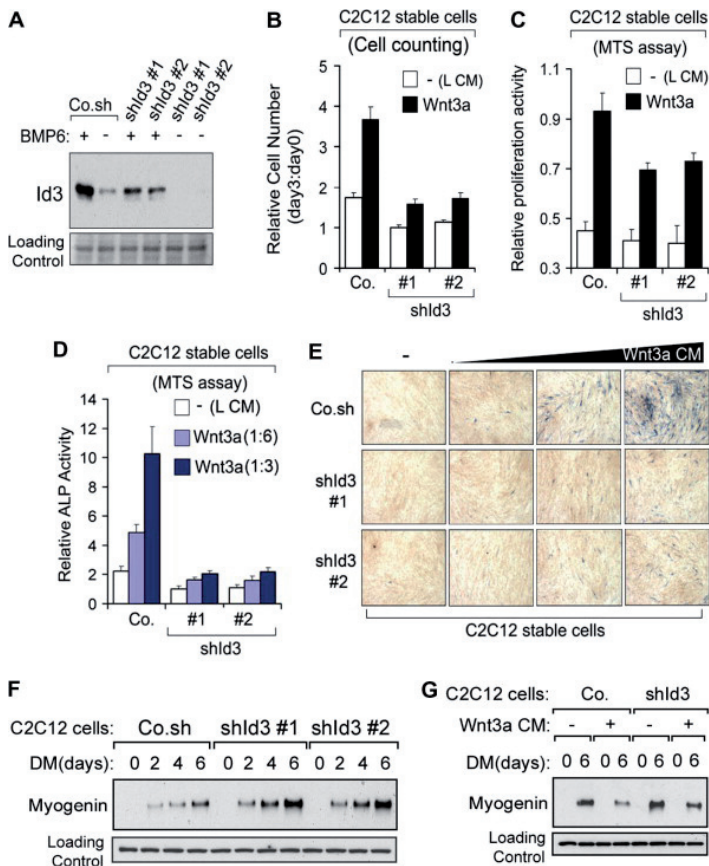 A
Co.sh shId3 #1 shId3 #2 shId3 #1 shId3 #2
BMP6: + - + + - -
Id3
Loading
Control
B
C2C12 stable cells
(Cell counting)
- (L CM)
Wnt3a
Relative Cell Number
(day3:day0)
5
4
3
2
1
0
Co. #1 #2
shId3
C
C2C12 stable cells
(MTS assay)
- (L CM)
Wnt3a
Relative proliferation activity
1.1
0.9
0.7
0.5
0.3
Co. #1 #2
shId3
D
C2C12 stable cells
(MTS assay)
- (L CM)
Wnt3a(1:6)
Wnt3a(1:3)
Relative ALP Activity
14
12
10
8
6
4
2
0
Co. #1 #2
shId3
E
- Wnt3a CM
Co.sh
shId3
#1
shId3
#2
C2C12 stable cells
F
C2C12 cells: Co.sh shId3 #1 shId3 #2
DM(days) 0 2 4 6 0 2 4 6 0 2 4 6
Myogenin
Loading
Control
G
C2C12 cells: Co. shId3
Wnt3a CM: - + - +
DM(days) 0 6 0 6 0 6 0 6
Myogenin
Loading
Control